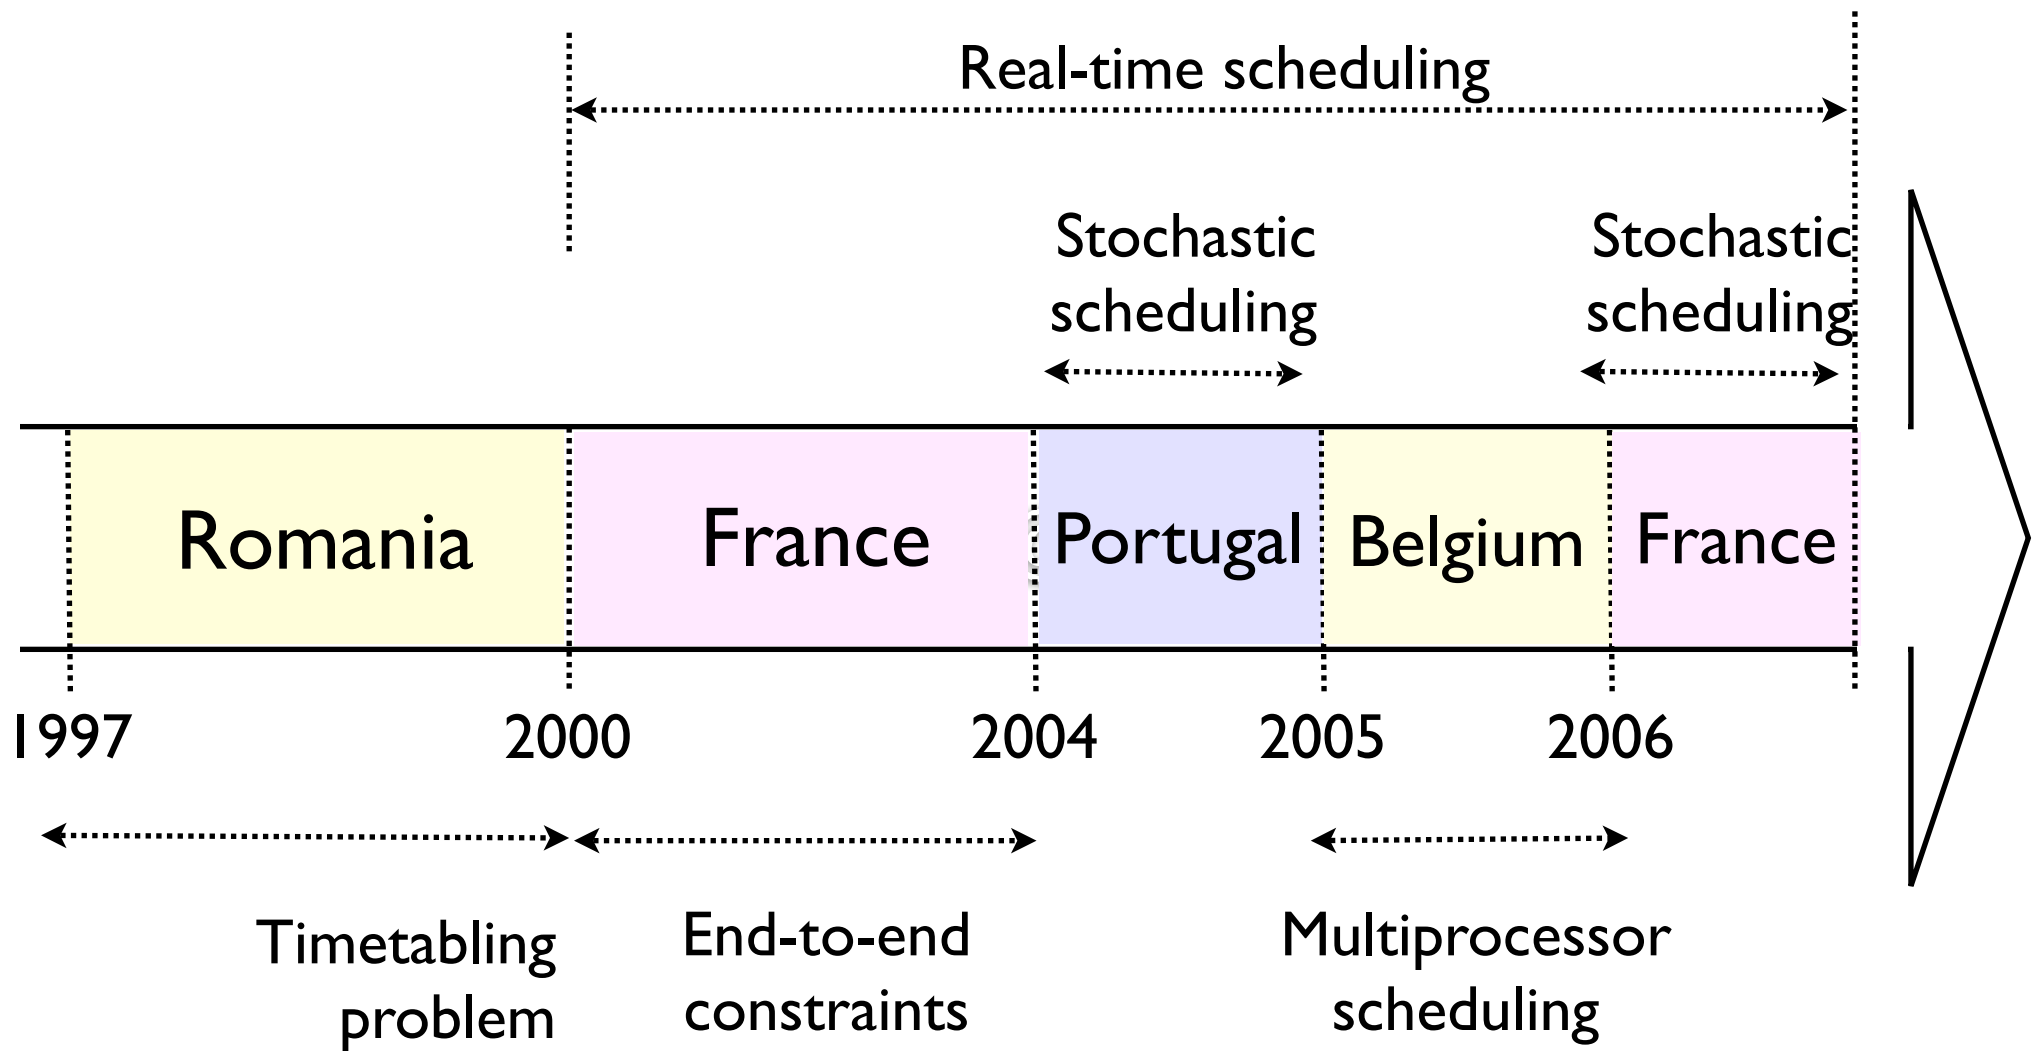 Real-time scheduling
Stochastic
scheduling
Stochastic
scheduling
Romania
France
Portugal
Belgium
France
1997
2000
2004
2005
2006
Timetabling
problem
End-to-end
constraints
Multiprocessor
scheduling